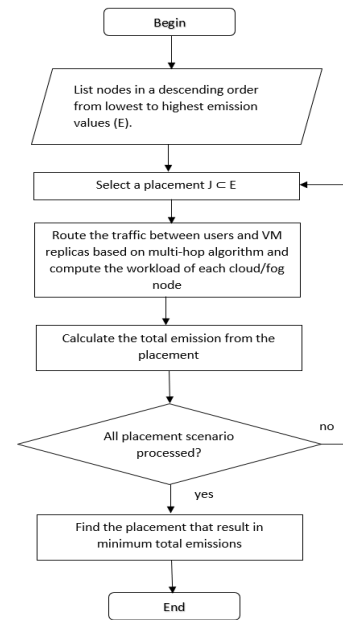 Begin
List nodes in a descending order
from lowest to highest emission
values (E).
Select a placement J ⊂ E
Route the traffic between users and VM
replicas based on multi-hop algorithm and
compute the workload of each cloud/fog
node
Calculate the total emission from the
placement
All placement scenario
processed?
no
yes
Find the placement that result in
minimum total emissions
End